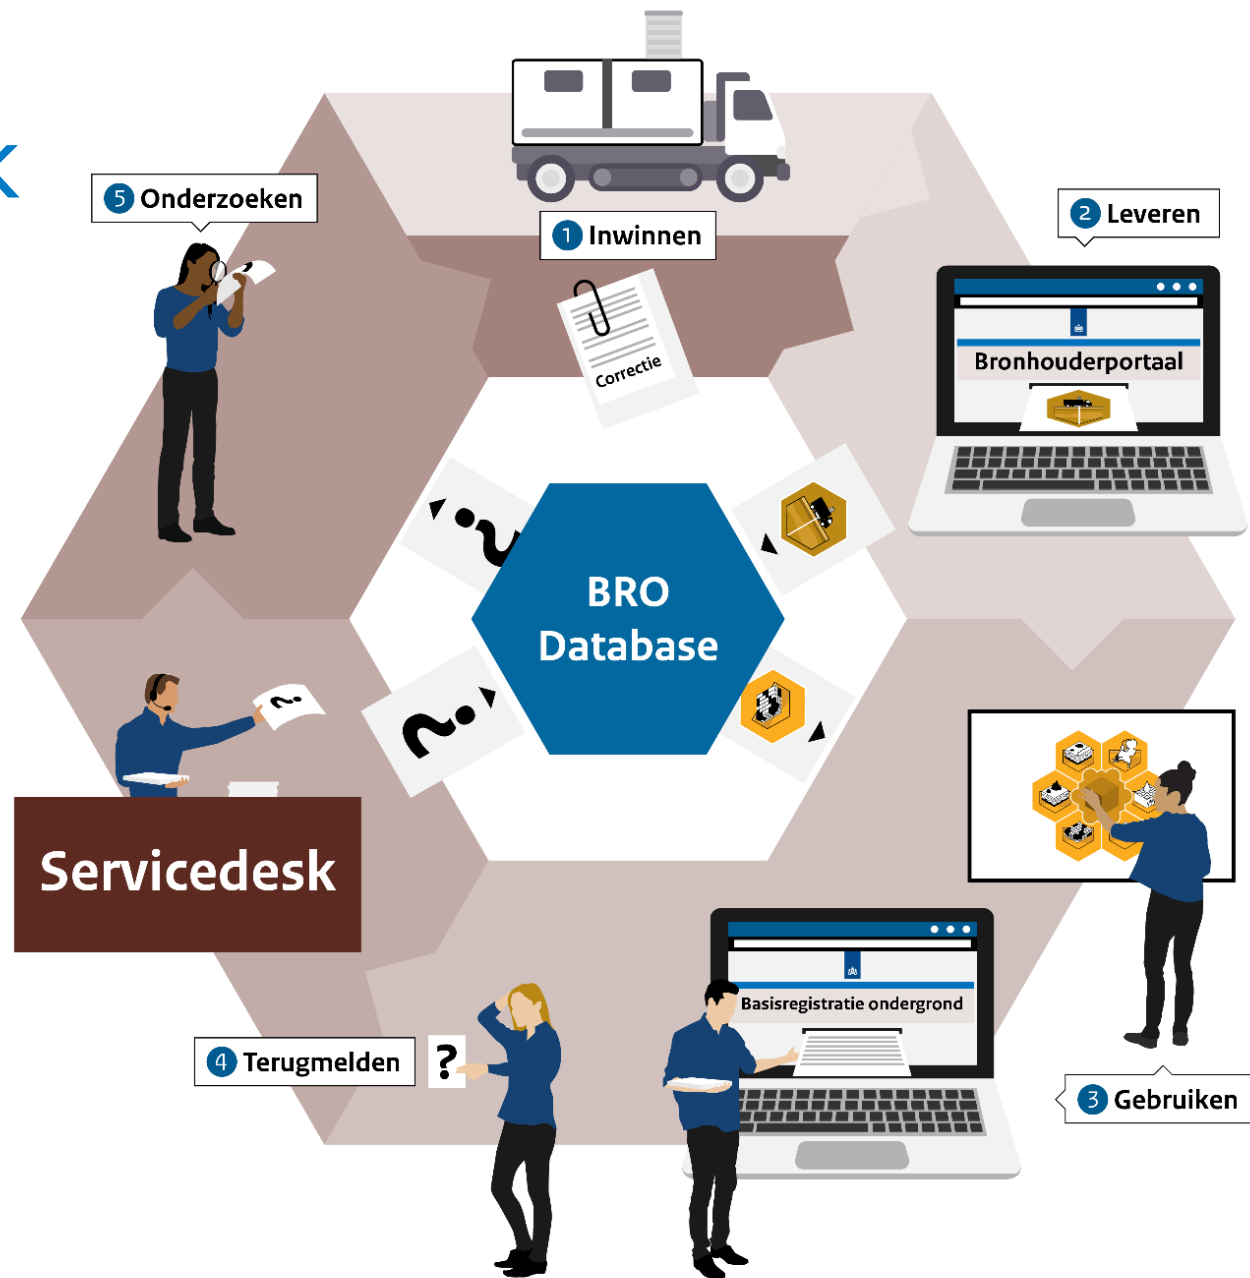 K
5 Onderzoeken
1 Inwinnen
2 Leveren
Correctie
Bronhouderportaal
BRO
Database
Servicedesk
Basisregistratie ondergrond
4 Terugmelden
?
3 Gebruiken